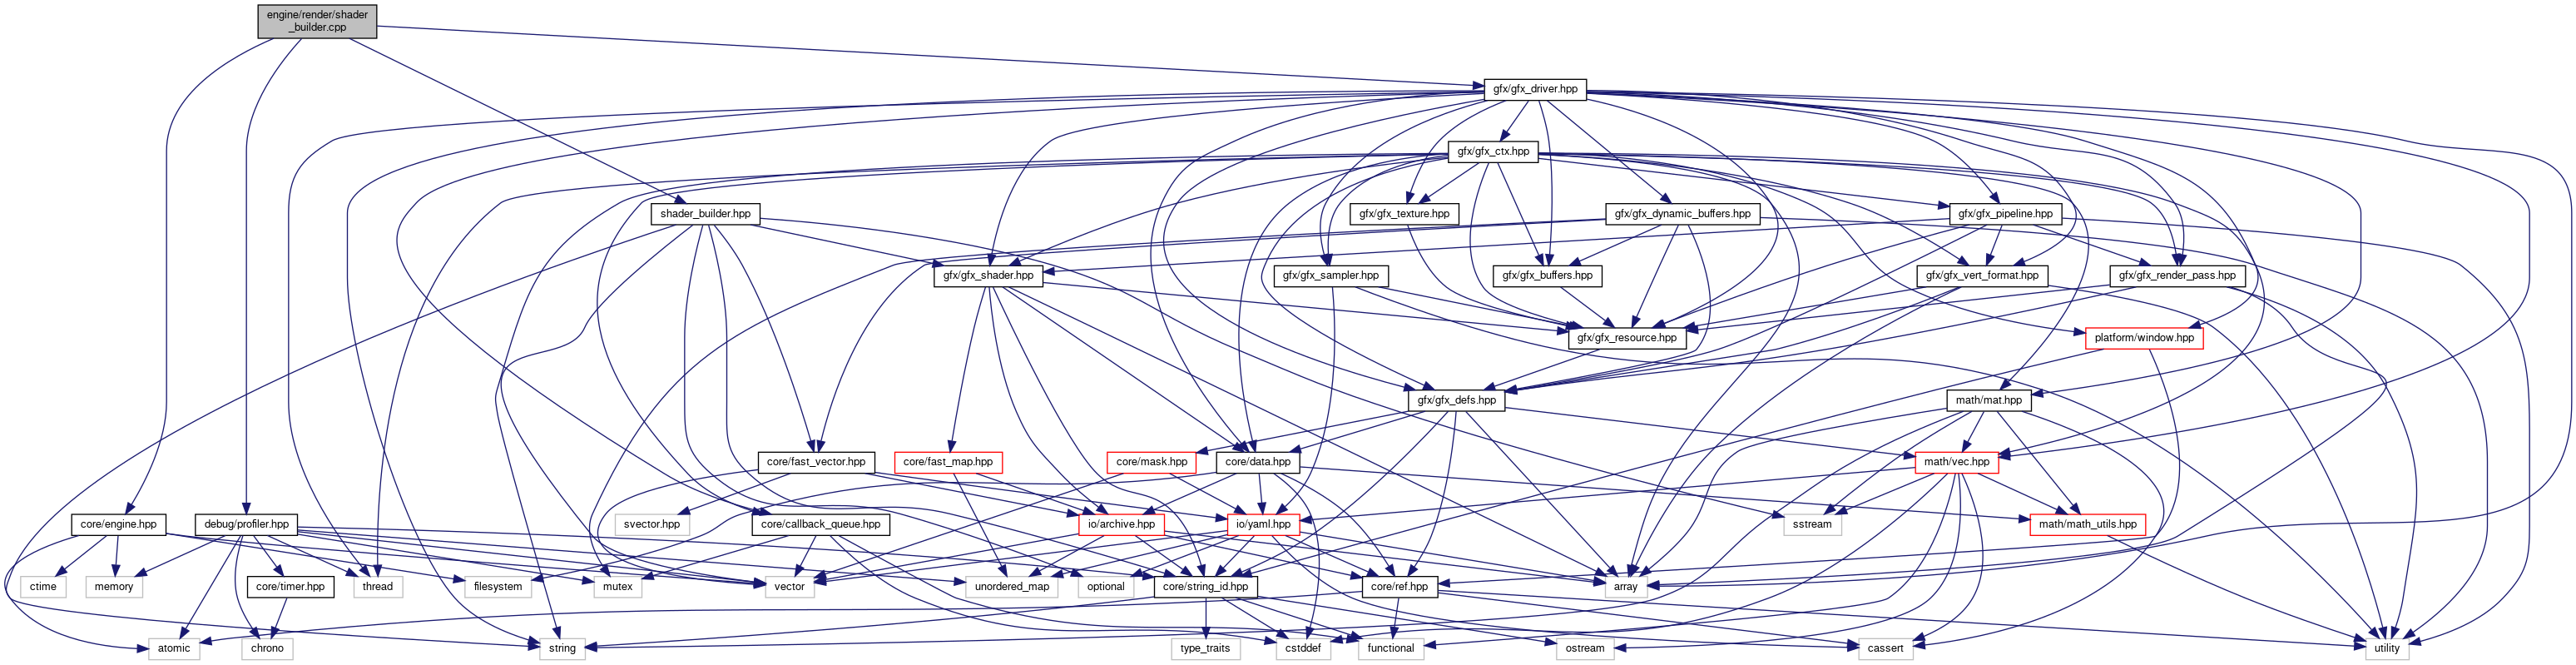 engine/render/shader
_builder.cpp
gfx/gfx_driver.hpp
gfx/gfx_ctx.hpp
shader_builder.hpp
gfx/gfx_texture.hpp
gfx/gfx_dynamic_buffers.hpp
gfx/gfx_pipeline.hpp
gfx/gfx_shader.hpp
gfx/gfx_sampler.hpp
gfx/gfx_buffers.hpp
gfx/gfx_vert_format.hpp
gfx/gfx_render_pass.hpp
gfx/gfx_resource.hpp
platform/window.hpp
gfx/gfx_defs.hpp
math/mat.hpp
core/fast_vector.hpp
core/fast_map.hpp
core/mask.hpp
core/data.hpp
math/vec.hpp
core/engine.hpp
debug/profiler.hpp
svector.hpp
core/callback_queue.hpp
io/archive.hpp
io/yaml.hpp
sstream
math/math_utils.hpp
ctime
memory
core/timer.hpp
thread
filesystem
mutex
vector
unordered_map
optional
core/string_id.hpp
core/ref.hpp
array
atomic
chrono
string
type_traits
cstddef
functional
ostream
cassert
utility